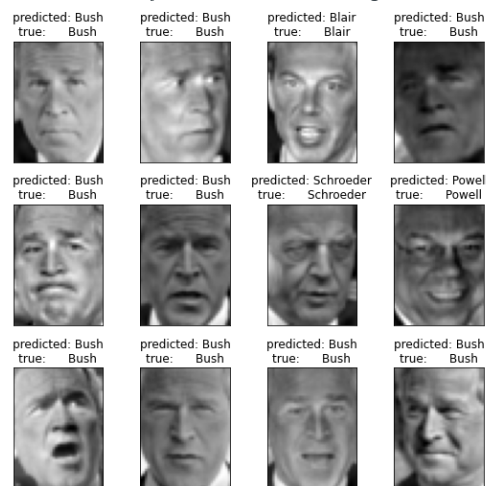 predicted: Bush predicted: Bush predicted: Blair predicted: Bush
true: Bush true: Bush true: Blair true: Bush
predicted: Bush predicted: Bush predicted: Schroeder predicted: Powel
true: Bush true: Bush true: Schroeder true: Powell
predicted: Bush predicted: Bush predicted: Bush predicted: Bush
true: Bush true: Bush true: Bush true: Bush